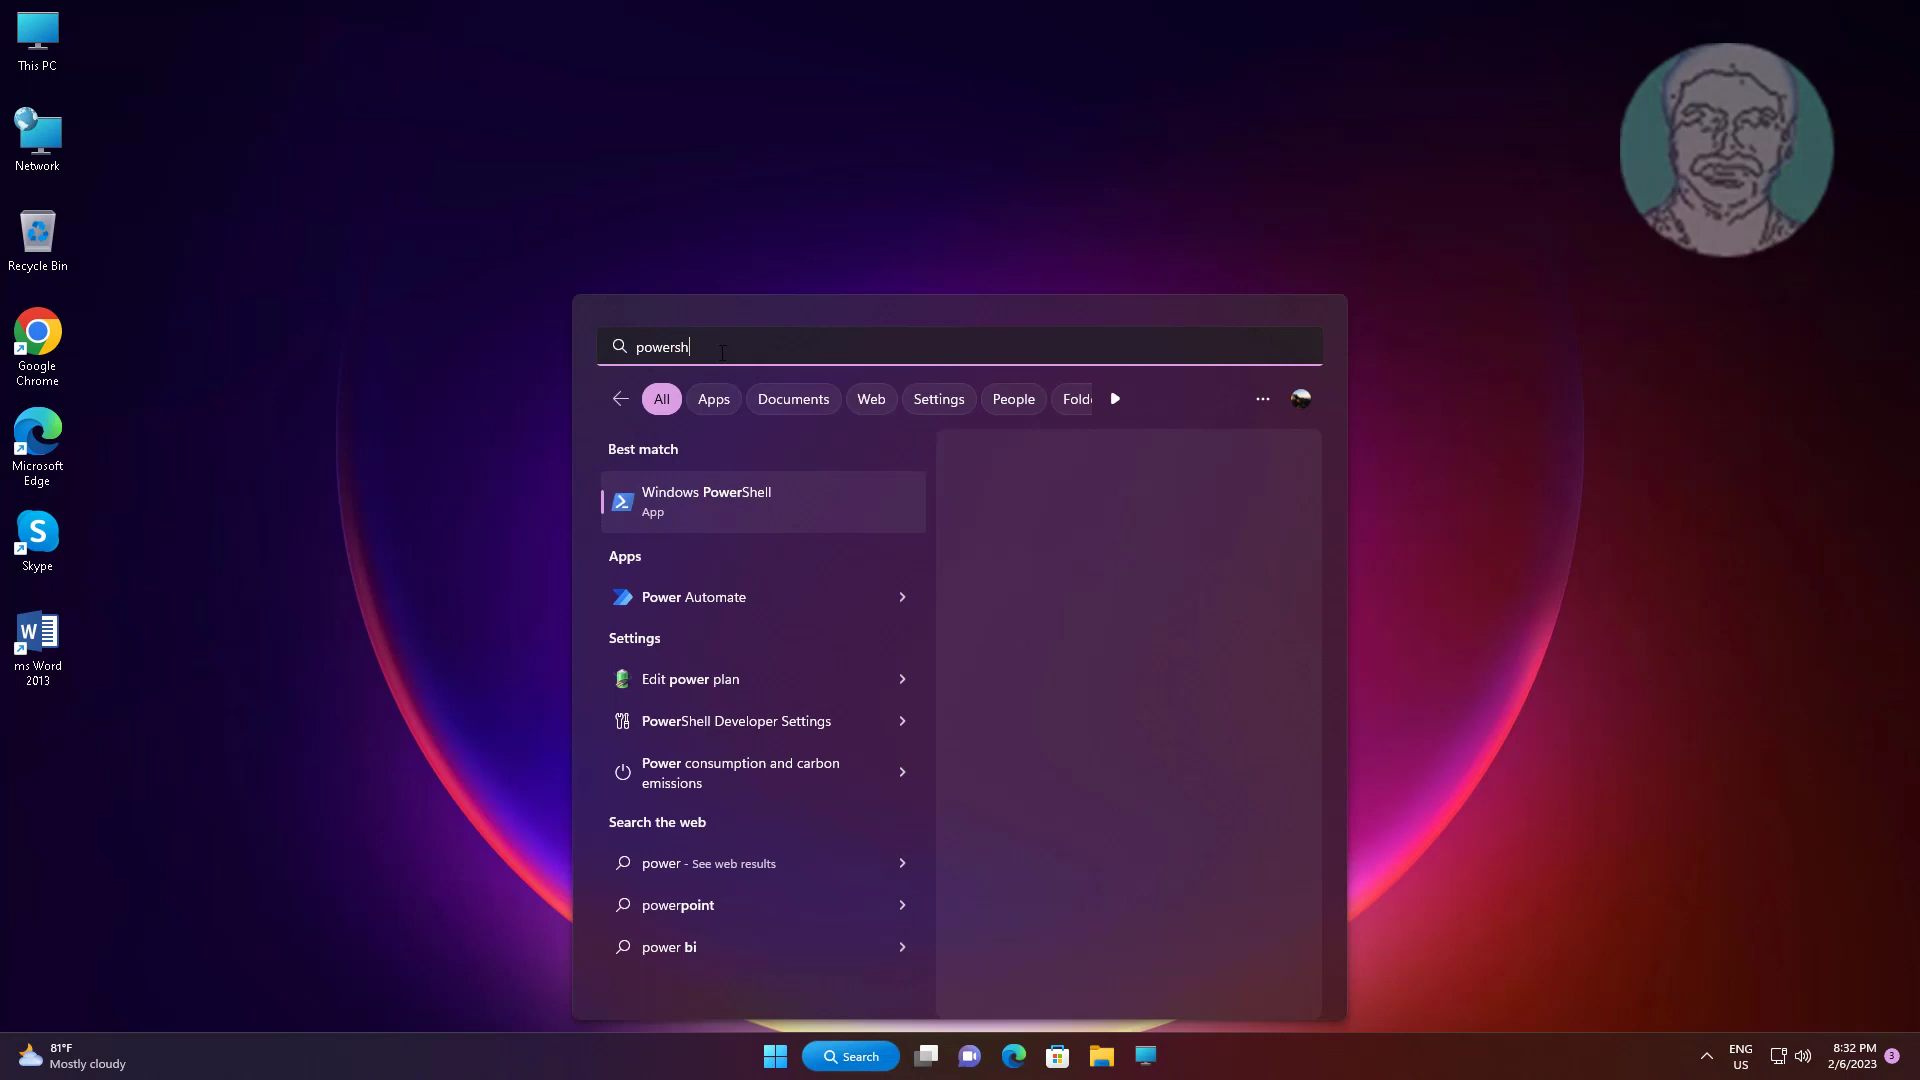 This PC
Network
Recycle Bin
Google
Chrome
Microsoft
Edge
S
Skype
W
ms Word
2013
powersh
All
Apps
Documents
Web
Settings
People
Fold
Best match
Windows PowerShell
App
Apps
Power Automate
Settings
Edit power plan
PowerShell Developer Settings
Power consumption and carbon
emissions
Search the web
power - See web results
powerpoint
power bi
81°F
Mostly cloudy
Search
ENG
US
8:32 PM
2/6/2023
3